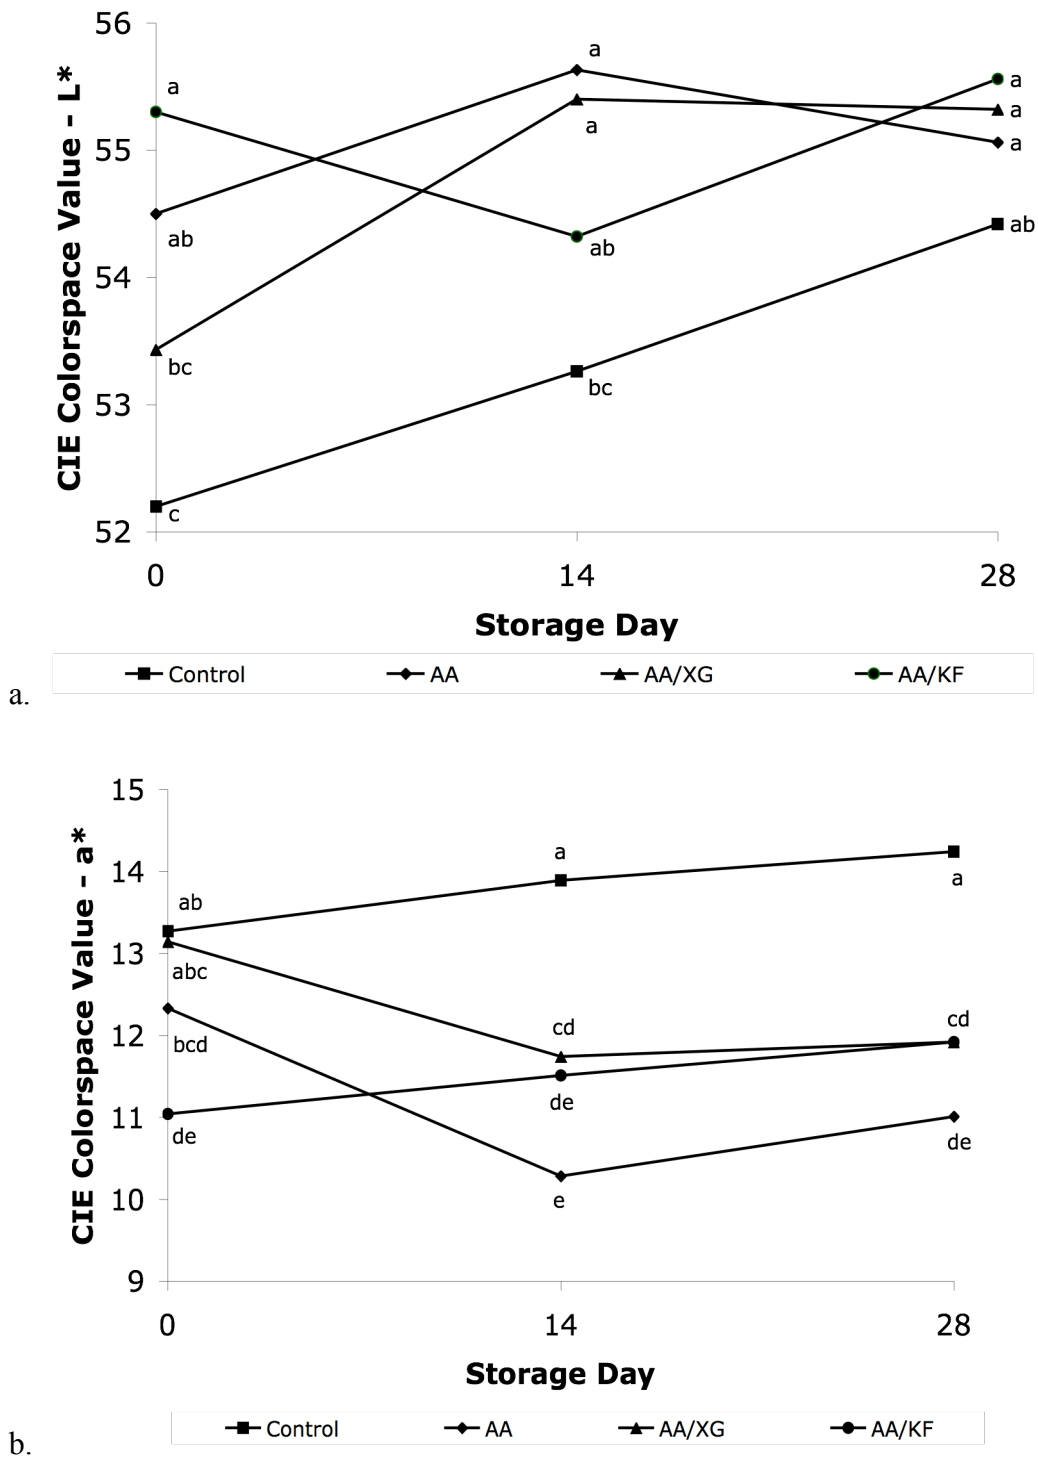 56
55
54
53
52
CIE Colorspace Value - L*
a
ab
bc
c
a
a
ab
bc
a
a
a
ab
0 14 28
Storage Day
Control AA AA/XG AA/KF
a.
15
14
13
12
11
10
9
CIE Colorspace Value - a*
ab
abc
bcd
de
a
cd
de
e
a
cd
de
0 14 28
Storage Day
Control AA AA/XG AA/KF
b.